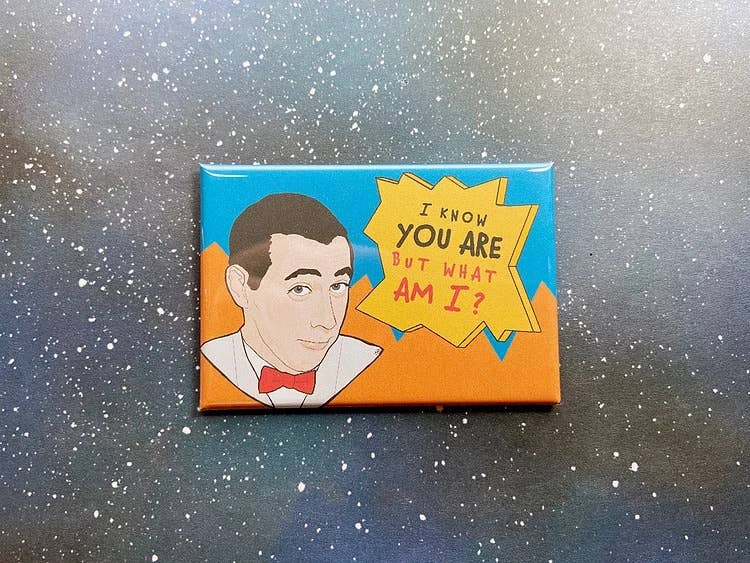 I KNOW
YOU ARE
BUT WHAT
AM I?